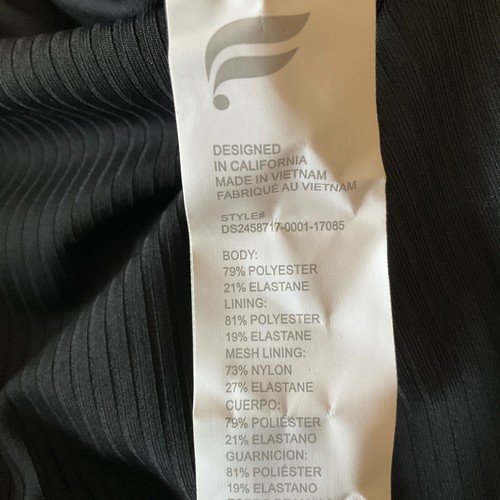 DESIGNED
IN CALIFORNIA
MADE IN VIETNAM
FABRIQUÉ AU VIETNAM
STYLE#
DS2458717-0001-17085
BODY:
79% POLYESTER
21% ELASTANE
LINING:
81% POLYESTER
19% ELASTANE
MESH LINING:
73% NYLON
27% ELASTANE
CUERPO:
79% POLIÉSTER
21% ELASTANO
GUARNICION:
81% POLIÉSTER
19% ELASTANO